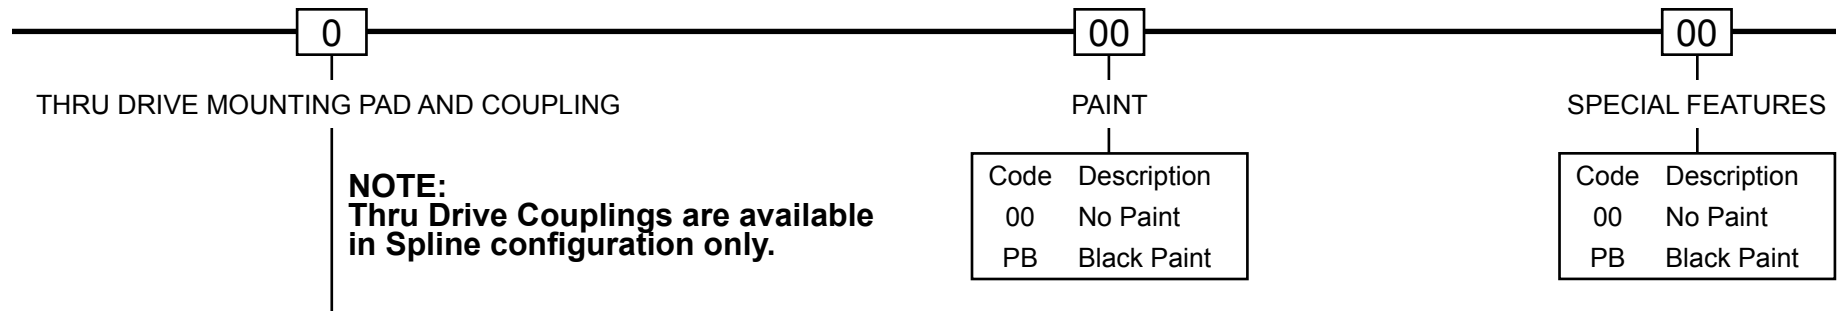 0
00
00
THRU DRIVE MOUNTING PAD AND COUPLING
PAINT
SPECIAL FEATURES
NOTE:
Thru Drive Couplings are available
in Spline configuration only.
Code Description
00 No Paint
PB Black Paint
Code Description
00 No Paint
PB Black Paint